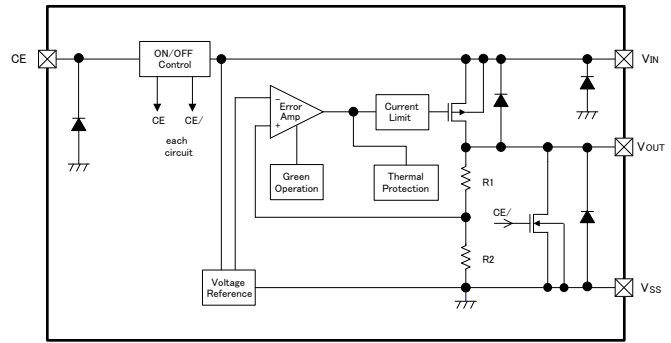 CE
ON/OFF
Control
VIN
CE
CE/
each
circuit
−
Error
Amp
+
Current
Limit
Green
Operation
Thermal
Protection
VOUT
R1
CE/
R2
Voltage
Reference
VSS